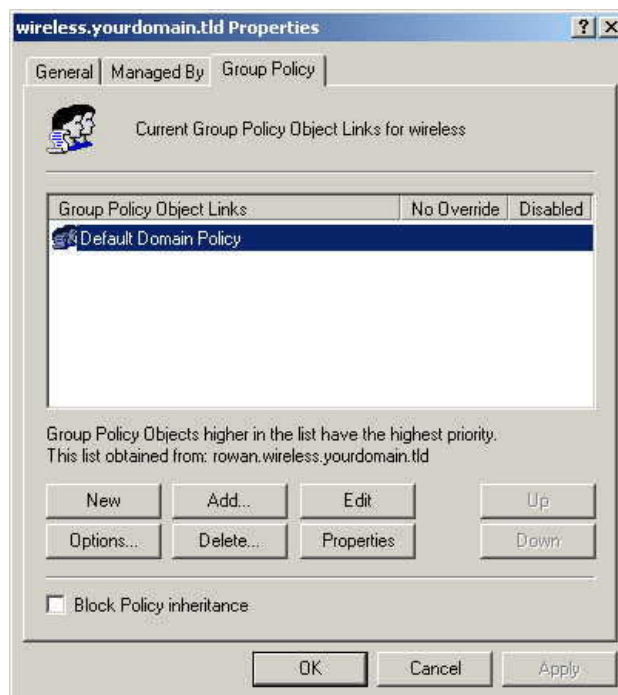 wireless.yourdomain.tld Properties
General Managed By Group Policy
Current Group Policy Object Links for wireless
Group Policy Object Links No Override Disabled
Default Domain Policy
Group Policy Objects higher in the list have the highest priority.
This list obtained from: rowan.wireless.yourdomain.tld
New Add... Edit Up
Options... Delete... Properties Down
Block Policy inheritance
OK Cancel Apply